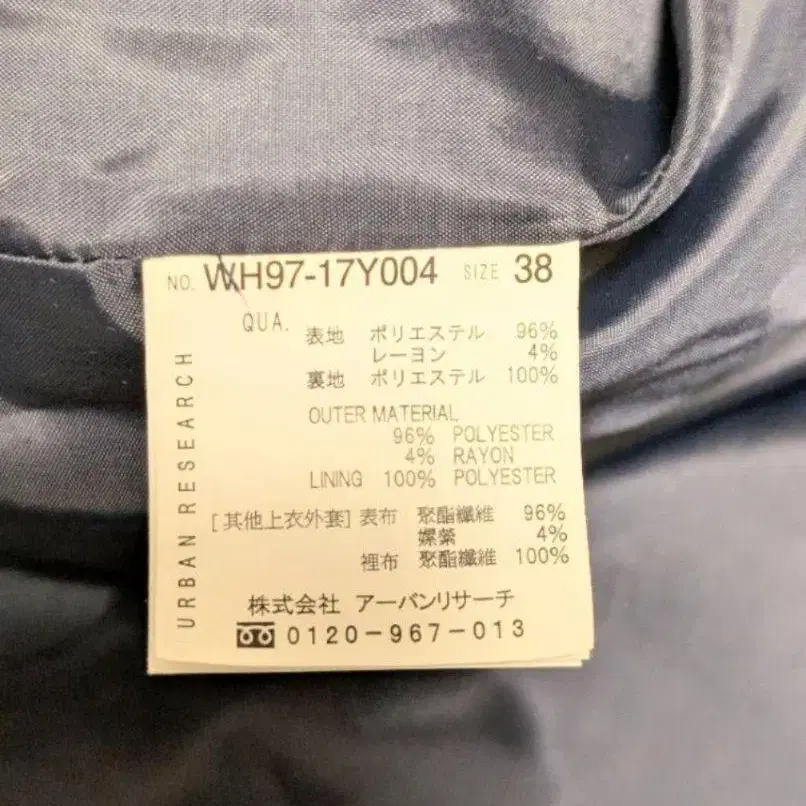 NO. WH97-17Y004 SIZE 38
QUA.
表地 ポリエステル 96%
レーヨン 4%
裏地 ポリエステル 100%
OUTER MATERIAL
96% POLYESTER
4% RAYON
LINING 100% POLYESTER
[其他上衣外套] 表布 聚酯纖維 96%
嫘縈 4%
裡布 聚酯纖維 100%
URBAN RESEARCH
株式会社 アーバンリサーチ
0120-967-013